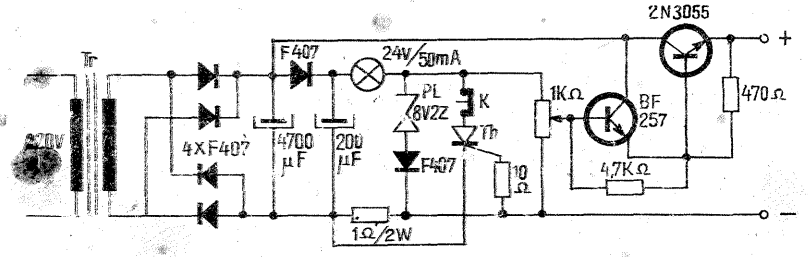 2N3055
+
Tr
F407
24V/50mA
220V
4XF407
4700 µF
200 µF
PL 8V2Z
F407
K
Th
10 Ω
1KΩ
BF 257
470Ω
4,7KΩ
1Ω/2W
−